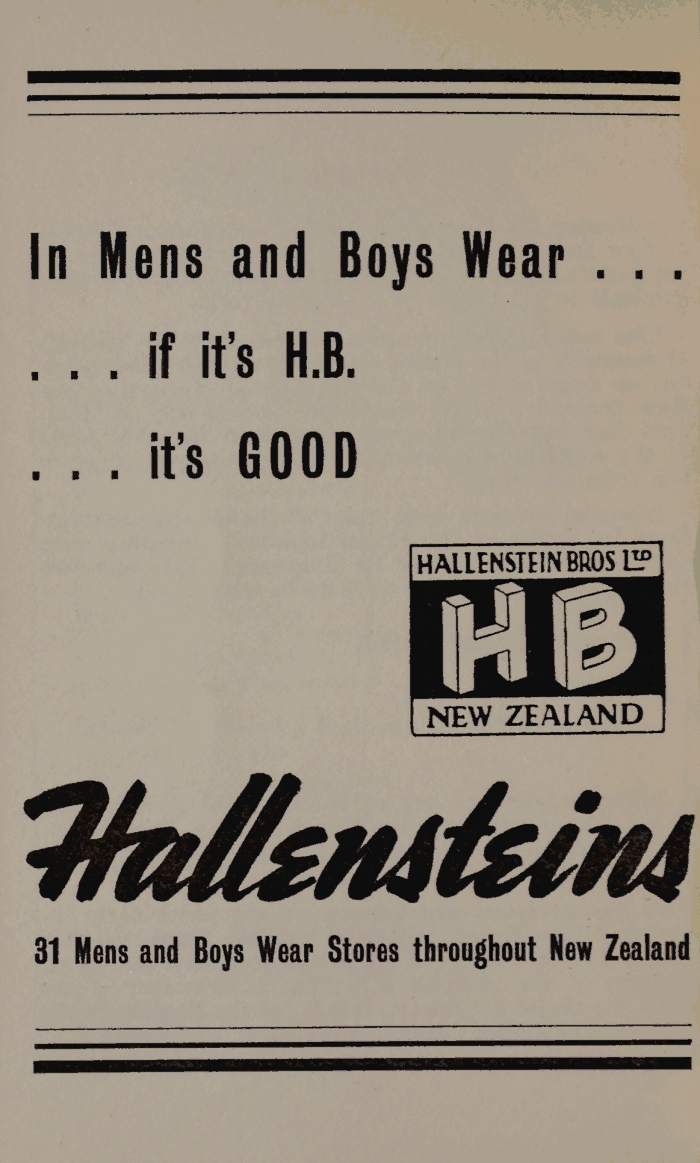 In Mens and Boys Wear . . .
. . . if it's H.B.
. . . it's GOOD
HALLENSTEIN BROS LTD
HB
NEW ZEALAND
Hallensteins
31 Mens and Boys Wear Stores throughout New Zealand